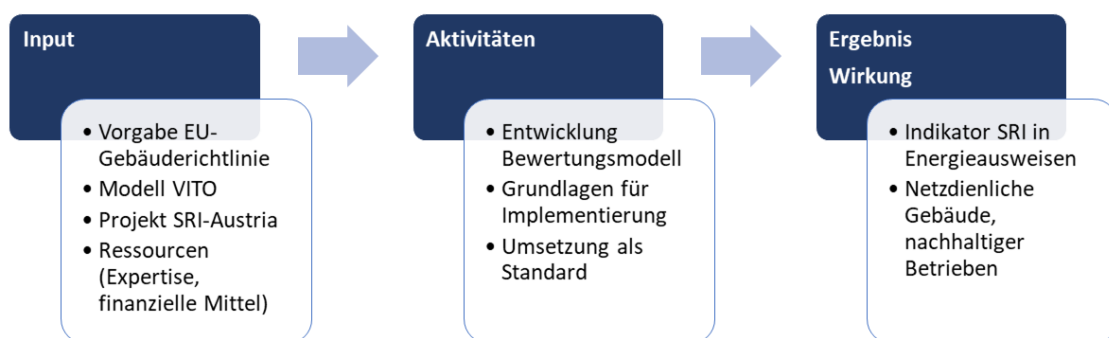 Input
• Vorgabe EU-
Gebäuderichtlinie
• Modell VITO
• Projekt SRI-Austria
• Ressourcen
(Expertise,
finanzielle Mittel)
Aktivitäten
• Entwicklung
Bewertungsmodell
• Grundlagen für
Implementierung
• Umsetzung als
Standard
Ergebnis
Wirkung
• Indikator SRI in
Energieausweisen
• Netzdienliche
Gebäude,
nachhaltiger
Betrieben